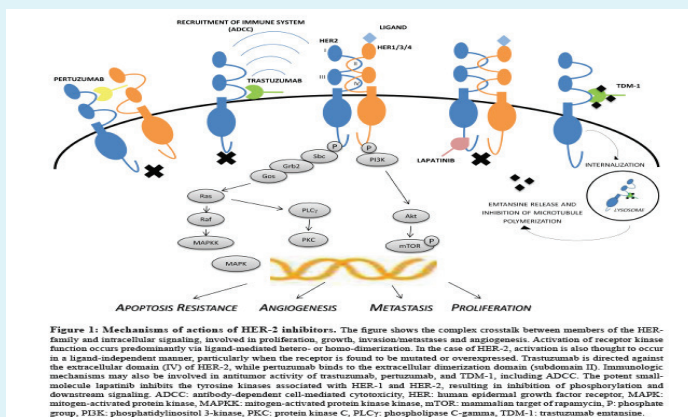 RECRUITMENT OF IMMUNE SYSTEM
(ADCC)
LIGAND
HER2
HER1/3/4
I
II
III
IV
PERTUZUMAB
TRASTUZUMAB
TDM-1
LAPATINIB
P
P
Sbc
Grb2
Gos
PI3K
INTERNALIZATION
LYSOSOME
EMTANSINE RELEASE AND
INHIBITION OF MICROTUBULE
POLYMERIZATION
Ras
Raf
MAPKK
MAPK
PLCγ
PKC
Akt
mTOR
P
APOPTOSIS RESISTANCE
ANGIOGENESIS
METASTASIS
PROLIFERATION
Figure 1: Mechanisms of actions of HER-2 inhibitors. The figure shows the complex crosstalk between members of the HER-
family and intracellular signaling, involved in proliferation, growth, invasion/metastases and angiogenesis. Activation of receptor kinase
function occurs predominantly via ligand-mediated hetero- or homo-dimerization. In the case of HER-2, activation is also thought to occur
in a ligand-independent manner, particularly when the receptor is found to be mutated or overexpressed. Trastuzumab is directed against
the extracellular domain (IV) of HER-2, while pertuzumab binds to the extracellular dimerization domain (subdomain II). Immunologic
mechanisms may also be involved in antitumor activity of trastuzumab, pertuzumab, and TDM-1, including ADCC. The potent small-
molecule lapatinib inhibits the tyrosine kinases associated with HER-1 and HER-2, resulting in inhibition of phosphorylation and
downstream signaling. ADCC: antibody-dependent cell-mediated cytotoxicity, HER: human epidermal growth factor receptor, MAPK:
mitogen-activated protein kinase, MAPKK: mitogen-activated protein kinase kinase, mTOR: mammalian target of rapamycin, P: phosphate
group, PI3K: phosphatidylinositol 3-kinase, PKC: protein kinase C, PLCγ: phospholipase C-gamma, TDM-1: trastuzumab emtansine.